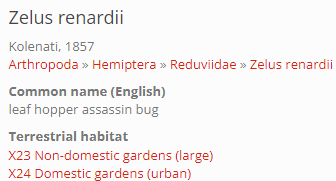 Zelus renardii
Kolenati, 1857
Arthropoda » Hemiptera » Reduviidae » Zelus renardii
Common name (English)
leaf hopper assassin bug
Terrestrial habitat
X23 Non-domestic gardens (large)
X24 Domestic gardens (urban)